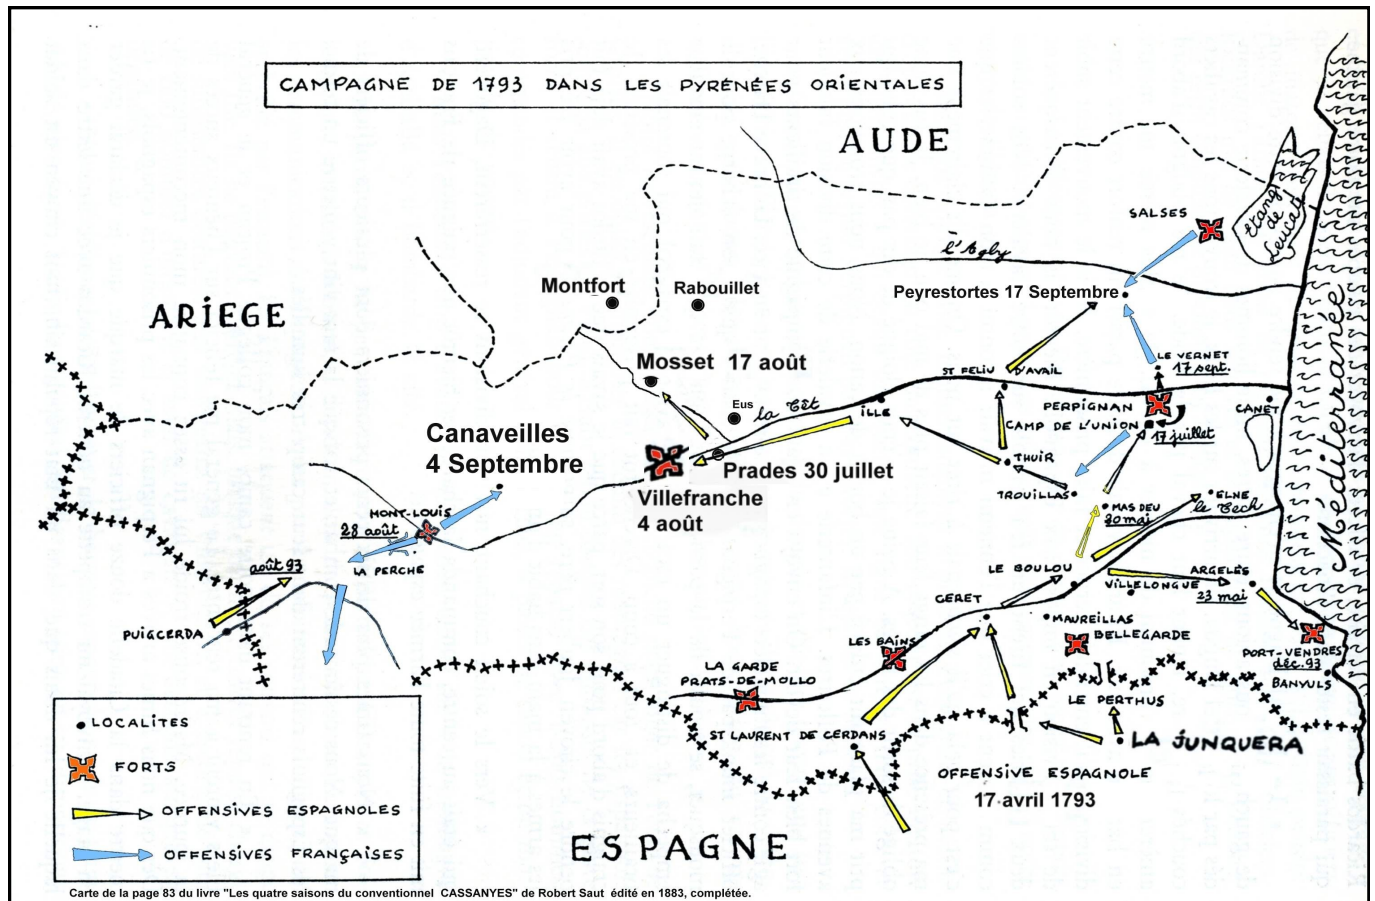 CAMPAGNE DE 1793 DANS LES PYRÉNÉES ORIENTALES
AUDE
SALSES
Etang
de
Leucate
l'Agly
Montfort
Rabouillet
Peyrestortes 17 Septembre
ARIEGE
Méditerranée
LE VERNET
17 sept.
Mosset 17 août
ST FELIU D'AVAIL
Eus
la Têt
ILLE
PERPIGNAN
CANET
CAMP DE L'UNION
17 juillet
Canaveilles
4 Septembre
THUIR
Prades 30 juillet
Villefranche
4 août
TROUILLAS
ELNE
MONT-LOUIS
28 août
MAS DEU
20 mai
le Tech
août 93
LA PERCHE
LE BOULOU
ARGELÈS
VILLELONGUE
23 mai
CERET
PUIGCERDA
MAUREILLAS
LES BAINS
BELLEGARDE
PORT-VENDRES
déc. 93
LA GARDE
PRATS-DE-MOLLO
BANYULS
LE PERTHUS
ST LAURENT DE CERDANS
LA JUNQUERA
OFFENSIVE ESPAGNOLE
17 avril 1793
ESPAGNE
LOCALITES
FORTS
OFFENSIVES ESPAGNOLES
OFFENSIVES FRANÇAISES
Carte de la page 83 du livre "Les quatre saisons du conventionnel CASSANYES" de Robert Saut édité en 1883, complétée.